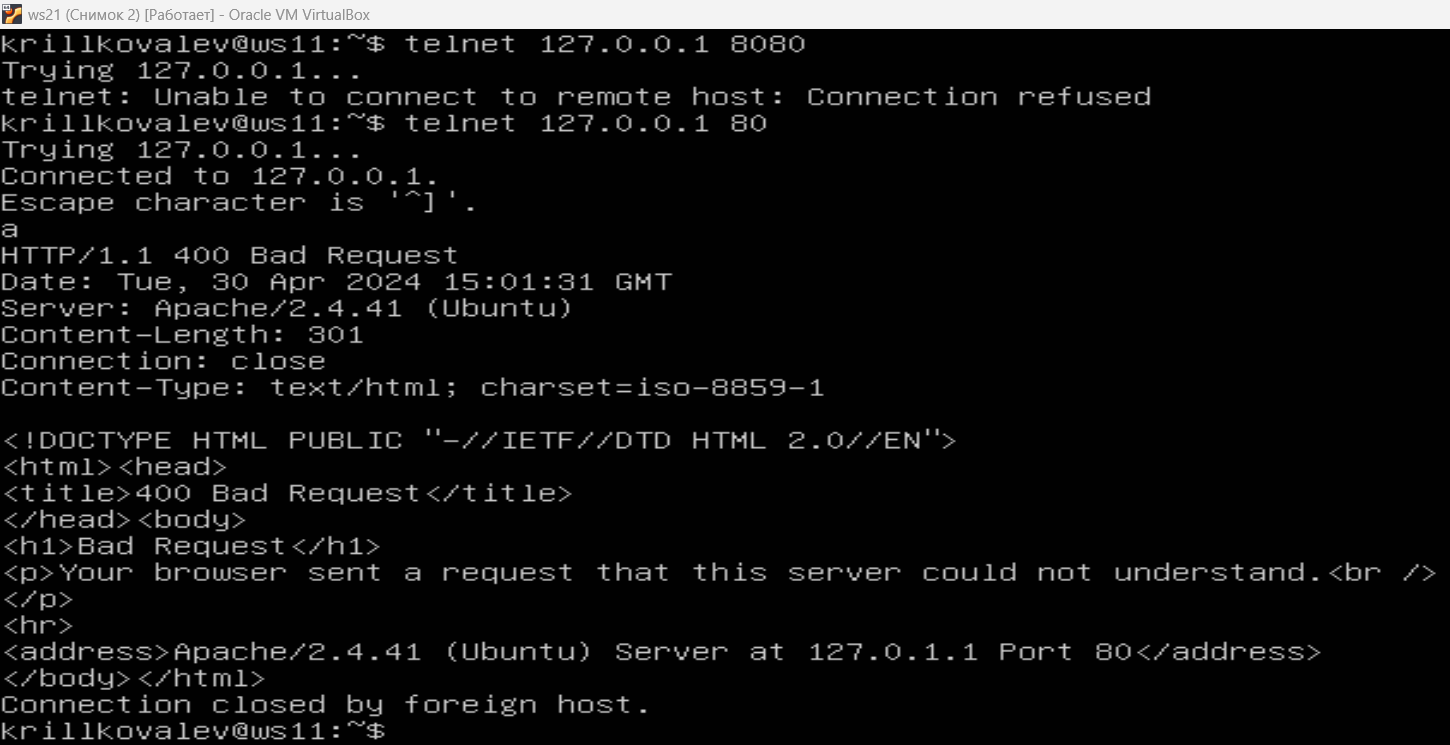 ws21 (Снимок 2) [Работает] - Oracle VM VirtualBox
krillkovalev@ws11:~$ telnet 127.0.0.1 8080
Trying 127.0.0.1...
telnet: Unable to connect to remote host: Connection refused
krillkovalev@ws11:~$ telnet 127.0.0.1 80
Trying 127.0.0.1...
Connected to 127.0.0.1.
Escape character is '^]'.
a
HTTP/1.1 400 Bad Request
Date: Tue, 30 Apr 2024 15:01:31 GMT
Server: Apache/2.4.41 (Ubuntu)
Content-Length: 301
Connection: close
Content-Type: text/html; charset=iso-8859-1

<!DOCTYPE HTML PUBLIC "-//IETF//DTD HTML 2.0//EN">
<html><head>
<title>400 Bad Request</title>
</head><body>
<h1>Bad Request</h1>
<p>Your browser sent a request that this server could not understand.<br />
</p>
<hr>
<address>Apache/2.4.41 (Ubuntu) Server at 127.0.1.1 Port 80</address>
</body></html>
Connection closed by foreign host.
krillkovalev@ws11:~$